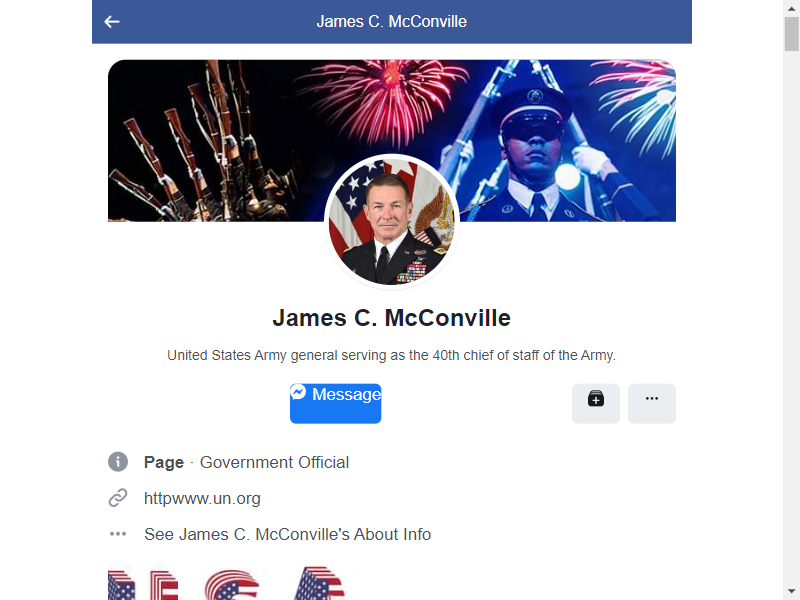 James C. McConville
James C. McConville
United States Army general serving as the 40th chief of staff of the Army.
Message
Page · Government Official
httpwww.un.org
See James C. McConville's About Info
USA